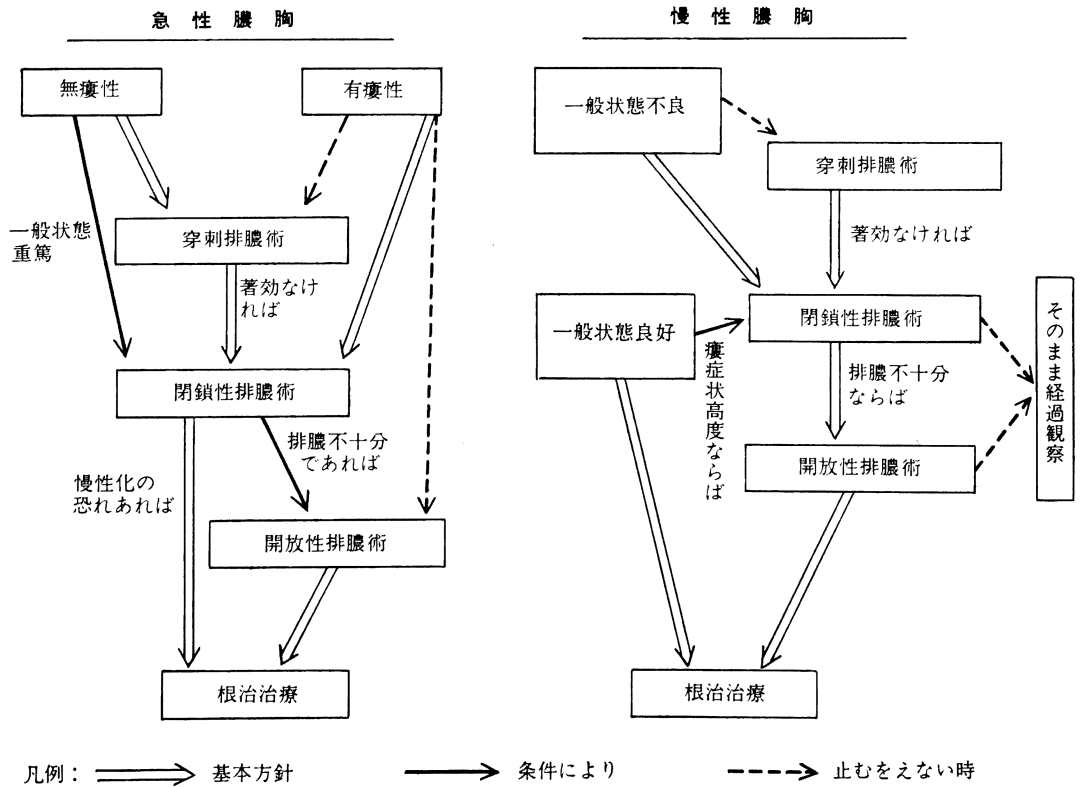 急性膿胸
無瘻性
有瘻性
一般状態
重篤
穿刺排膿術
著効なけ
れば
閉鎖性排膿術
排膿不十分
であれば
慢性化の
恐れあれば
開放性排膿術
根治治療
慢性膿胸
一般状態不良
穿刺排膿術
著効なければ
一般状態良好
瘻症状高度ならば
閉鎖性排膿術
排膿不十分
ならば
開放性排膿術
そのまま経過観察
根治治療
凡例：
基本方針
条件により
止むをえない時